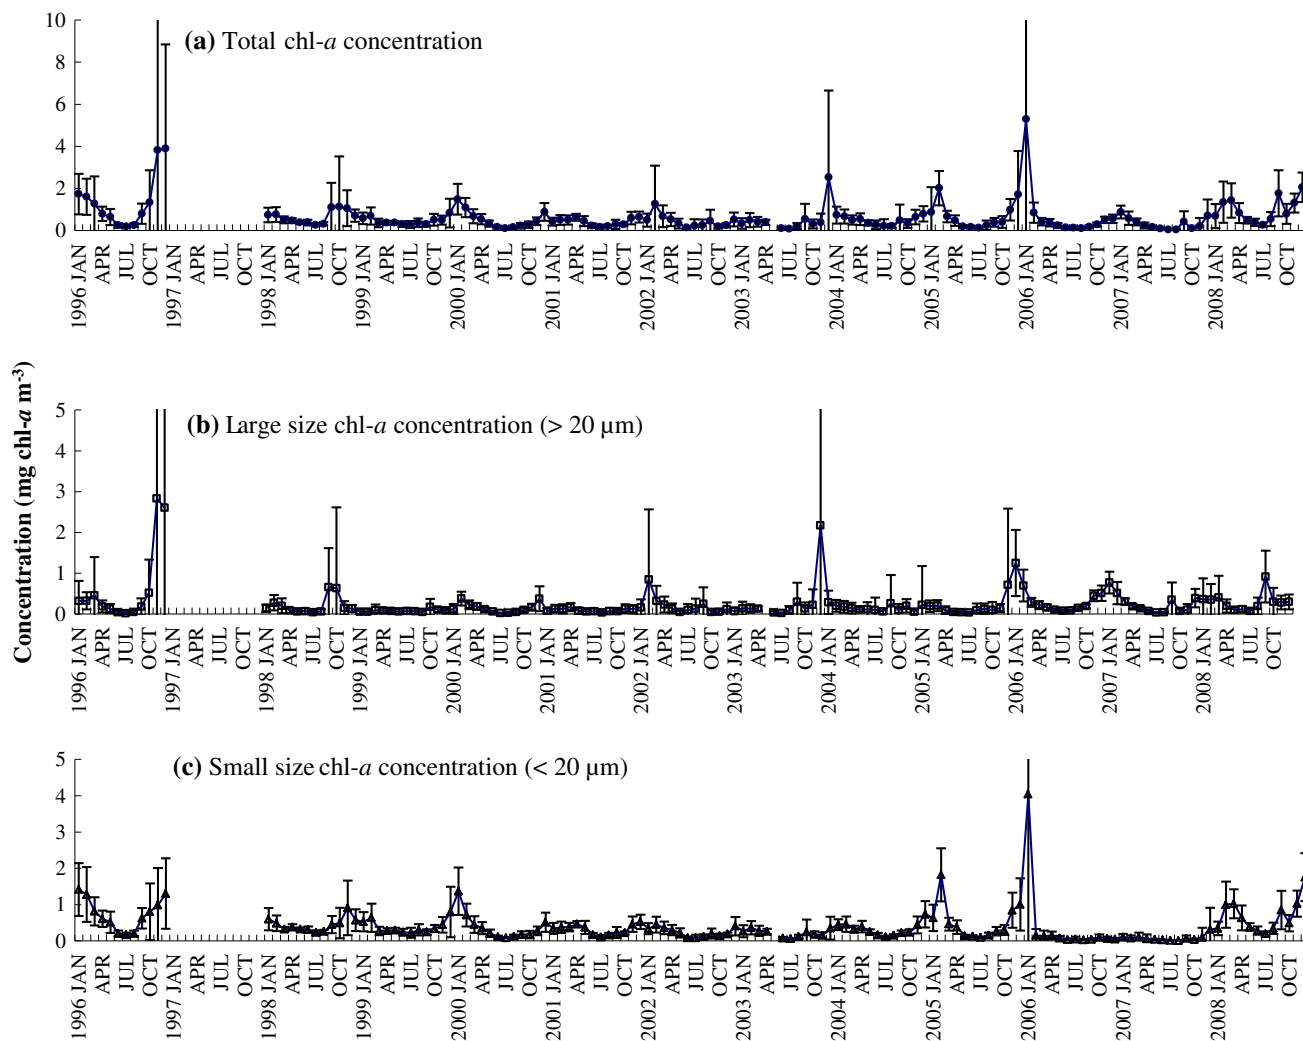 (a) Total chl-a concentration
10
8
6
4
2
0
1996 JAN APR JUL OCT 1997 JAN APR JUL OCT 1998 JAN APR JUL OCT 1999 JAN APR JUL OCT 2000 JAN APR JUL OCT 2001 JAN APR JUL OCT 2002 JAN APR JUL OCT 2003 JAN APR JUL OCT 2004 JAN APR JUL OCT 2005 JAN APR JUL OCT 2006 JAN APR JUL OCT 2007 JAN APR JUL OCT 2008 JAN APR JUL OCT
Concentration (mg chl-a m-3)
(b) Large size chl-a concentration (> 20 µm)
5
4
3
2
1
0
1996 JAN APR JUL OCT 1997 JAN APR JUL OCT 1998 JAN APR JUL OCT 1999 JAN APR JUL OCT 2000 JAN APR JUL OCT 2001 JAN APR JUL OCT 2002 JAN APR JUL OCT 2003 JAN APR JUL OCT 2004 JAN APR JUL OCT 2005 JAN APR JUL OCT 2006 JAN APR JUL OCT 2007 JAN APR JUL OCT 2008 JAN APR JUL OCT
(c) Small size chl-a concentration (< 20 µm)
5
4
3
2
1
0
1996 JAN APR JUL OCT 1997 JAN APR JUL OCT 1998 JAN APR JUL OCT 1999 JAN APR JUL OCT 2000 JAN APR JUL OCT 2001 JAN APR JUL OCT 2002 JAN APR JUL OCT 2003 JAN APR JUL OCT 2004 JAN APR JUL OCT 2005 JAN APR JUL OCT 2006 JAN APR JUL OCT 2007 JAN APR JUL OCT 2008 JAN APR JUL OCT